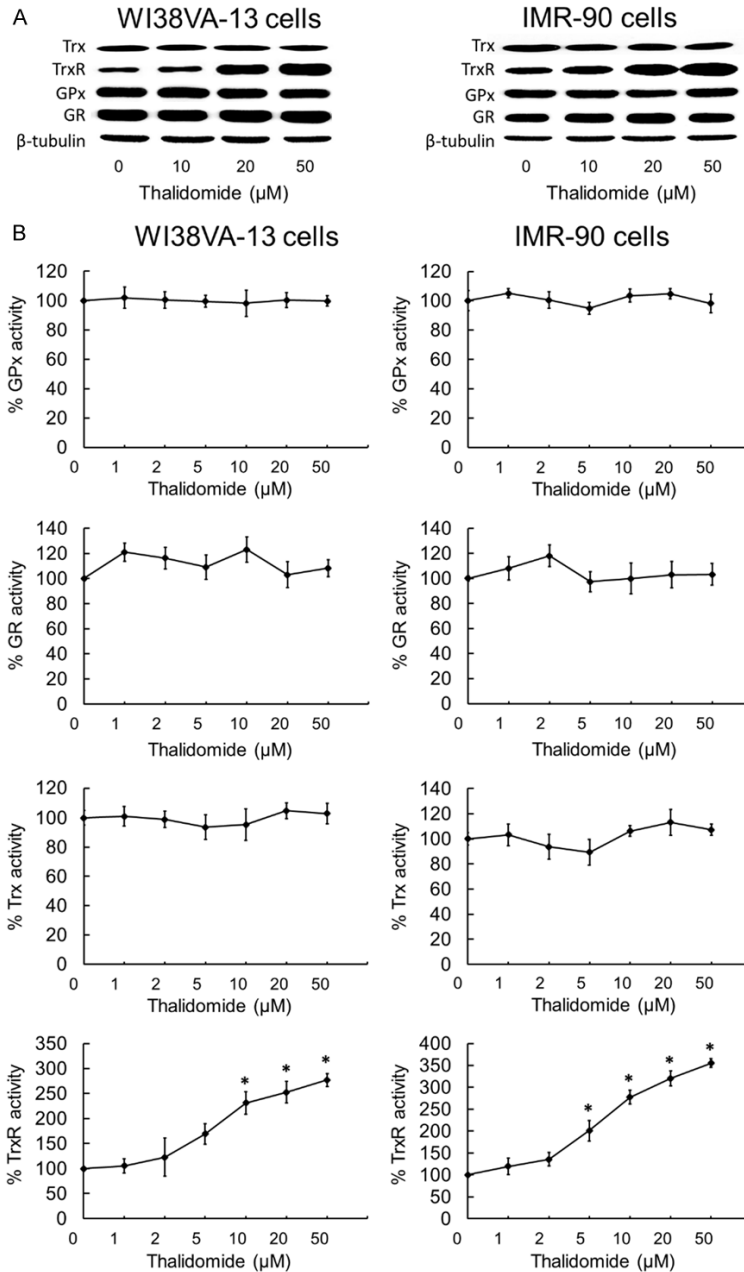 A
WI38VA-13 cells
IMR-90 cells
Trx
TrxR
GPx
GR
β-tubulin
0 10 20 50
Thalidomide (µM)
Trx
TrxR
GPx
GR
β-tubulin
0 10 20 50
Thalidomide (µM)
B
WI38VA-13 cells
IMR-90 cells
% GPx activity
120
100
80
60
40
20
0
0 1 2 5 10 20 50
Thalidomide (µM)
% GPx activity
120
100
80
60
40
20
0
0 1 2 5 10 20 50
Thalidomide (µM)
% GR activity
140
120
100
80
60
40
20
0
0 1 2 5 10 20 50
Thalidomide (µM)
% GR activity
140
120
100
80
60
40
20
0
0 1 2 5 10 20 50
Thalidomide (µM)
% Trx activity
120
100
80
60
40
20
0
0 1 2 5 10 20 50
Thalidomide (µM)
% Trx activity
140
120
100
80
60
40
20
0
0 1 2 5 10 20 50
Thalidomide (µM)
% TrxR activity
350
300
250
200
150
100
50
0
* * *
0 1 2 5 10 20 50
Thalidomide (µM)
% TrxR activity
400
350
300
250
200
150
100
50
0
* * * *
0 1 2 5 10 20 50
Thalidomide (µM)